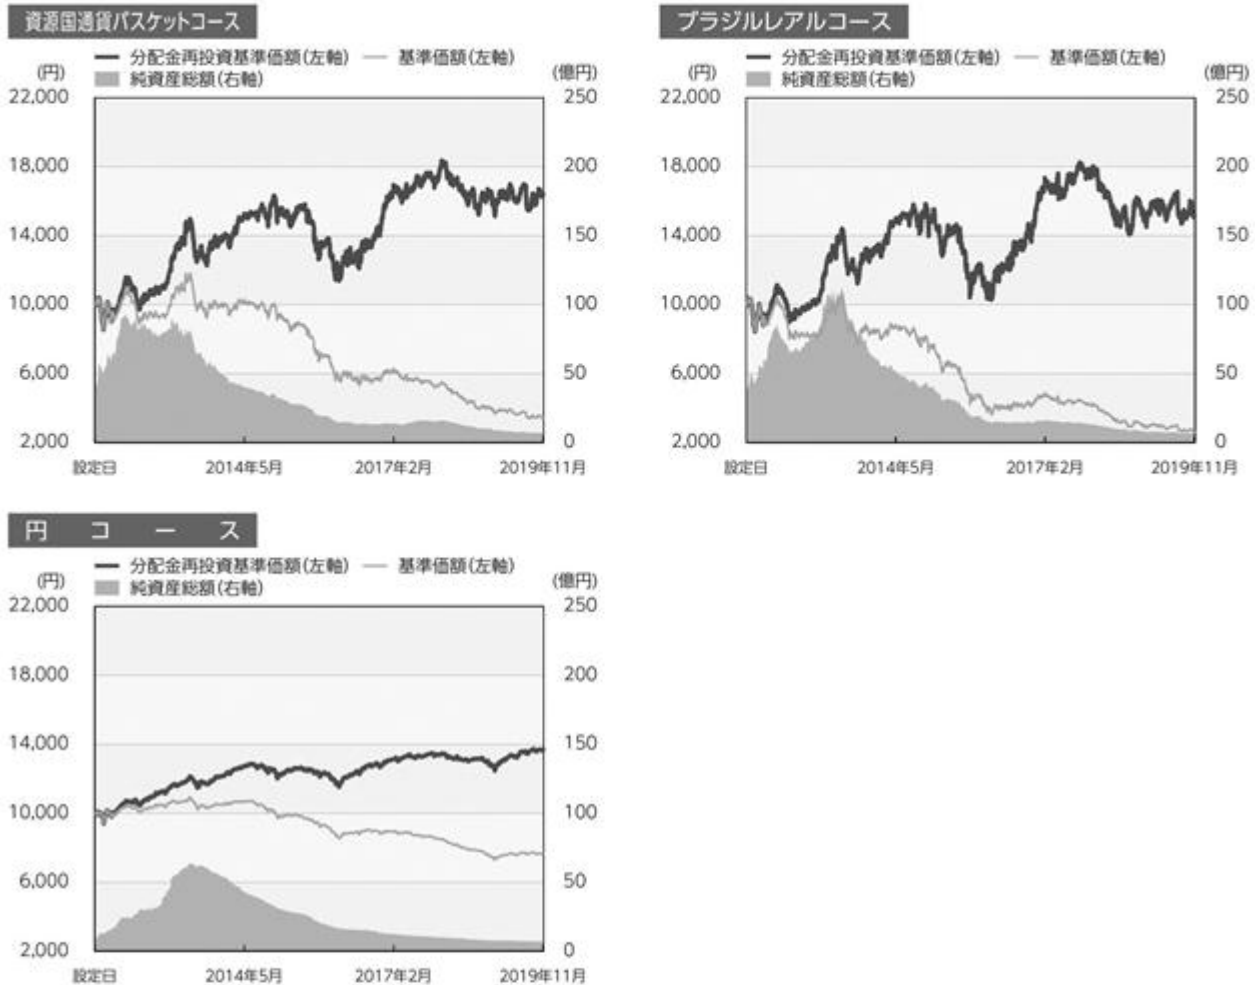 資源国通貨バスケットコース
分配金再投資基準価額(左軸) 基準価額(左軸)
純資産総額(右軸)
(円) (億円)
22,000 250
18,000 200
14,000 150
10,000 100
6,000 50
2,000 0
設定日 2014年5月 2017年2月 2019年11月
ブラジルレアルコース
分配金再投資基準価額(左軸) 基準価額(左軸)
純資産総額(右軸)
(円) (億円)
22,000 250
18,000 200
14,000 150
10,000 100
6,000 50
2,000 0
設定日 2014年5月 2017年2月 2019年11月
円コース
分配金再投資基準価額(左軸) 基準価額(左軸)
純資産総額(右軸)
(円) (億円)
22,000 250
18,000 200
14,000 150
10,000 100
6,000 50
2,000 0
設定日 2014年5月 2017年2月 2019年11月